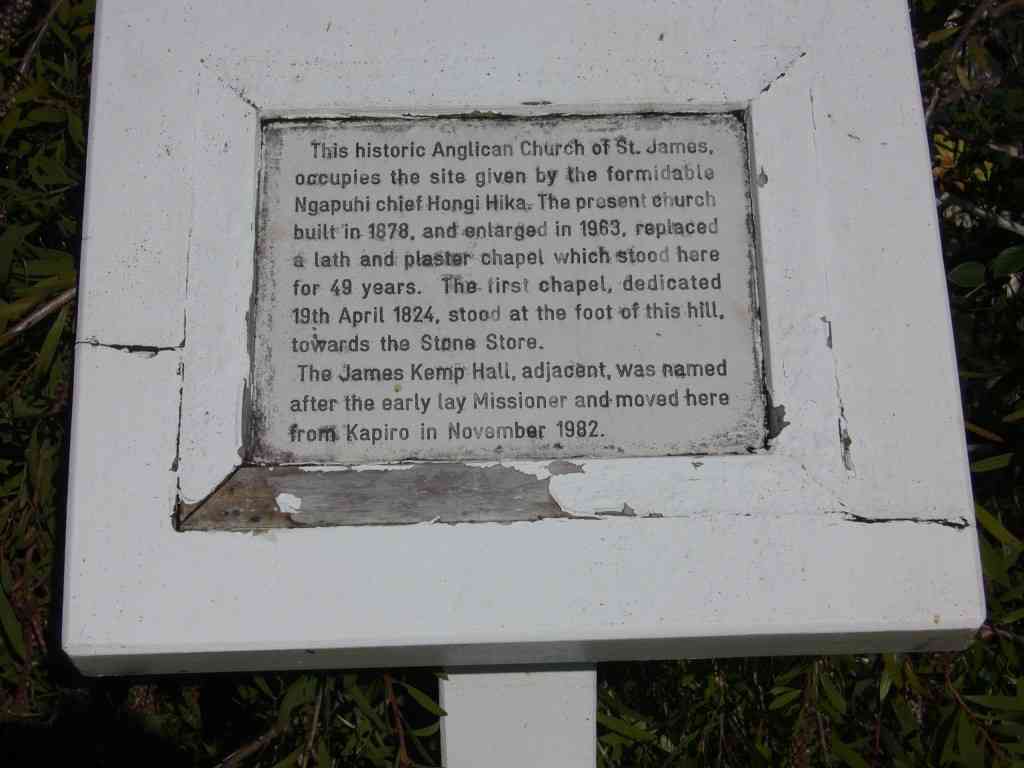 This historic Anglican Church of St. James,
occupies the site given by the formidable
Ngapuhi chief Hongi Hika. The present church
built in 1878, and enlarged in 1963, replaced
a lath and plaster chapel which stood here
for 49 years. The first chapel, dedicated
19th April 1824, stood at the foot of this hill,
towards the Stone Store.
The James Kemp Hall, adjacent, was named
after the early lay Missioner and moved here
from Kapiro in November 1982.